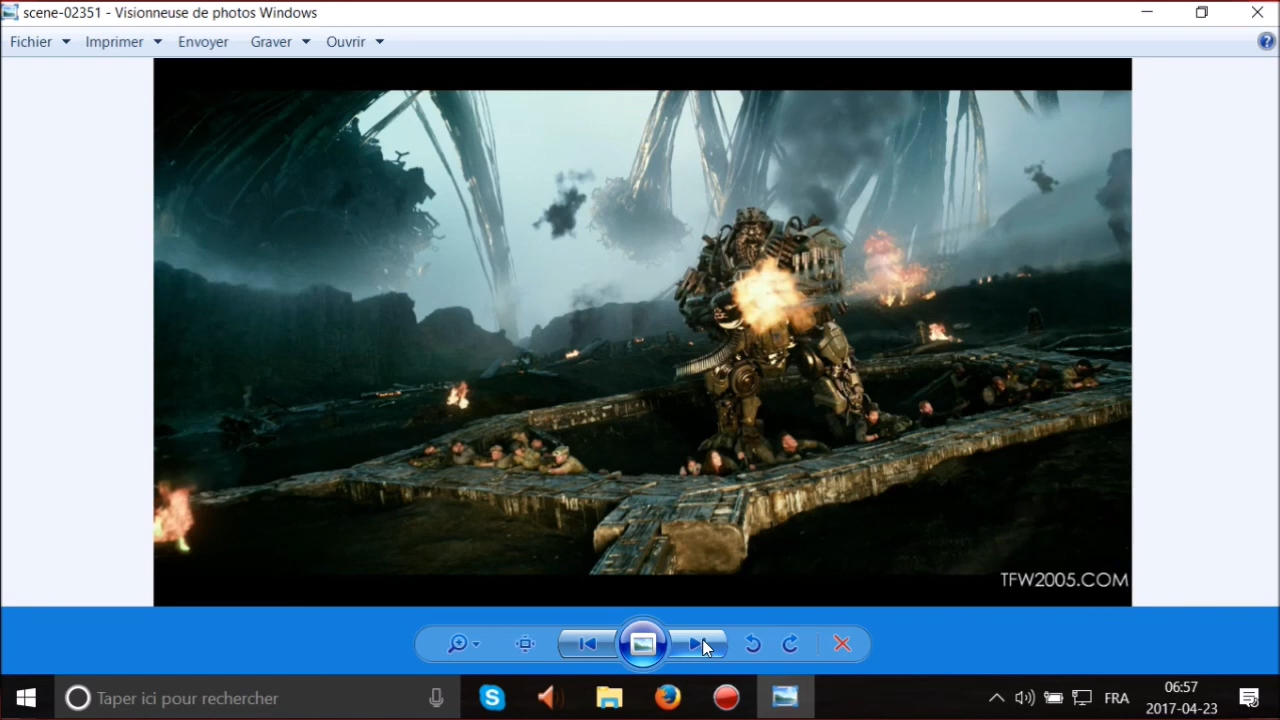 scene-02351 - Visionneuse de photos Windows
Fichier Imprimer Envoyer Graver Ouvrir
TFW2005.COM
Taper ici pour rechercher
FRA
06:57
2017-04-23